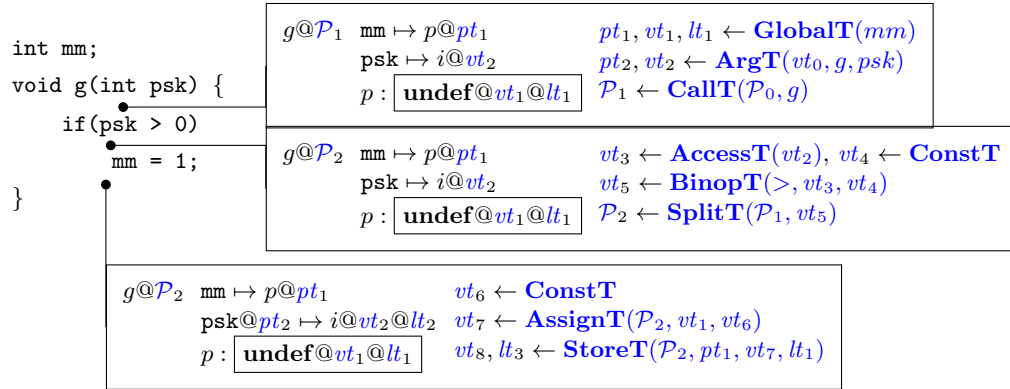 int mm;
void g(int psk) {
if(psk > 0)
mm = 1;
}
g@𝒫₁ mm ↦ p@pt₁ pt₁, vt₁, lt₁ ← GlobalT(mm)
psk ↦ i@vt₂ pt₂, vt₂ ← ArgT(vt₀, g, psk)
p : undef@vt₁@lt₁ 𝒫₁ ← CallT(𝒫₀, g)
g@𝒫₂ mm ↦ p@pt₁ vt₃ ← AccessT(vt₂), vt₄ ← ConstT
psk ↦ i@vt₂ vt₅ ← BinopT(>, vt₃, vt₄)
p : undef@vt₁@lt₁ 𝒫₂ ← SplitT(𝒫₁, vt₅)
g@𝒫₂ mm ↦ p@pt₁ vt₆ ← ConstT
psk@pt₂ ↦ i@vt₂@lt₂ vt₇ ← AssignT(𝒫₂, vt₁, vt₆)
p : undef@vt₁@lt₁ vt₈, lt₃ ← StoreT(𝒫₂, pt₁, vt₇, lt₁)